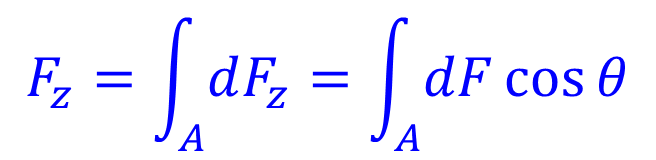 F_z = ∫_A dF_z = ∫_A dF cos θ